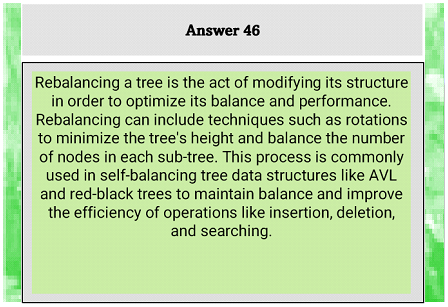 Answer 46
Rebalancing a tree is the act of modifying its structure
in order to optimize its balance and performance.
Rebalancing can include techniques such as rotations
to minimize the tree's height and balance the number
of nodes in each sub-tree. This process is commonly
used in self-balancing tree data structures like AVL
and red-black trees to maintain balance and improve
the efficiency of operations like insertion, deletion,
and searching.